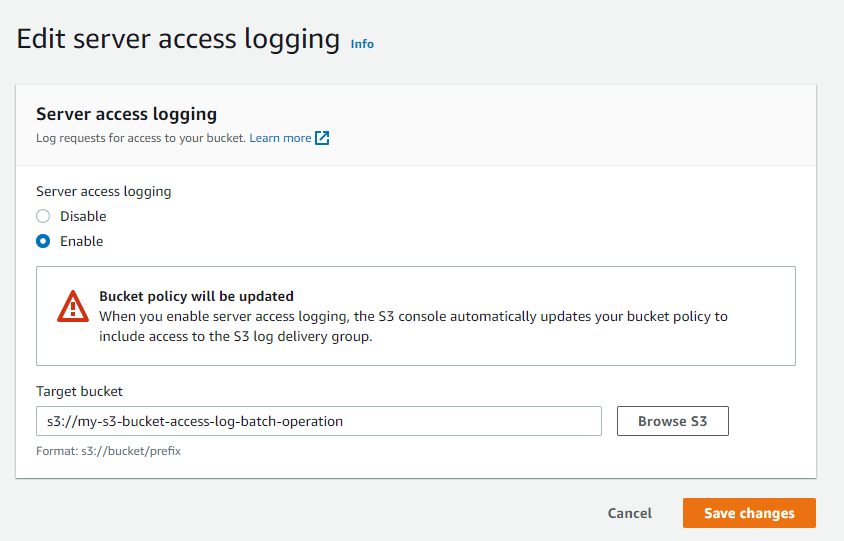 Edit server access logging Info
Server access logging
Log requests for access to your bucket. Learn more
Server access logging
Disable
Enable
Bucket policy will be updated
When you enable server access logging, the S3 console automatically updates your bucket policy to
include access to the S3 log delivery group.
Target bucket
s3://my-s3-bucket-access-log-batch-operation
Browse S3
Format: s3://bucket/prefix
Cancel
Save changes